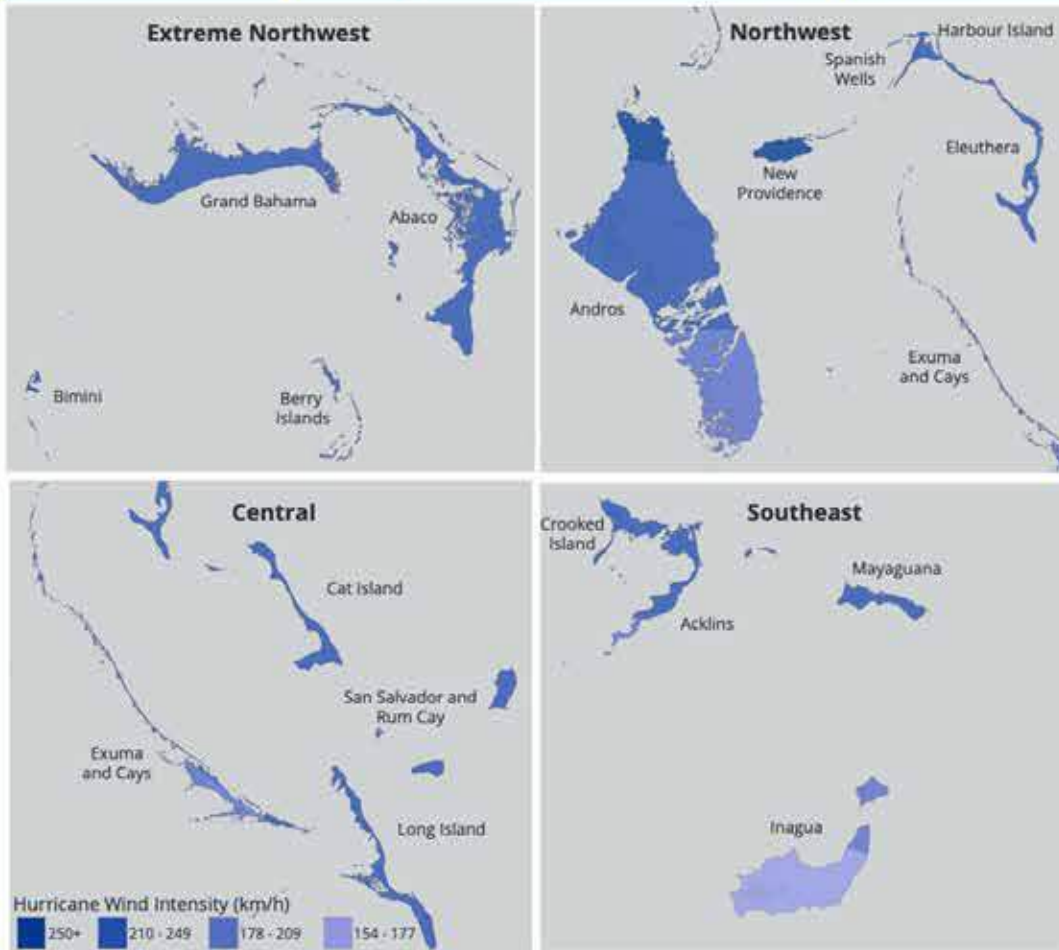 Extreme Northwest
Grand Bahama
Abaco
Bimini
Berry
Islands
Northwest
Harbour Island
Spanish
Wells
Eleuthera
New
Providence
Andros
Exuma
and Cays
Central
Cat Island
San Salvador and
Rum Cay
Exuma
and Cays
Long Island
Hurricane Wind Intensity (km/h)
250+ 210 - 249 178 - 209 154 - 177
Southeast
Crooked
Island
Mayaguana
Acklins
Inagua